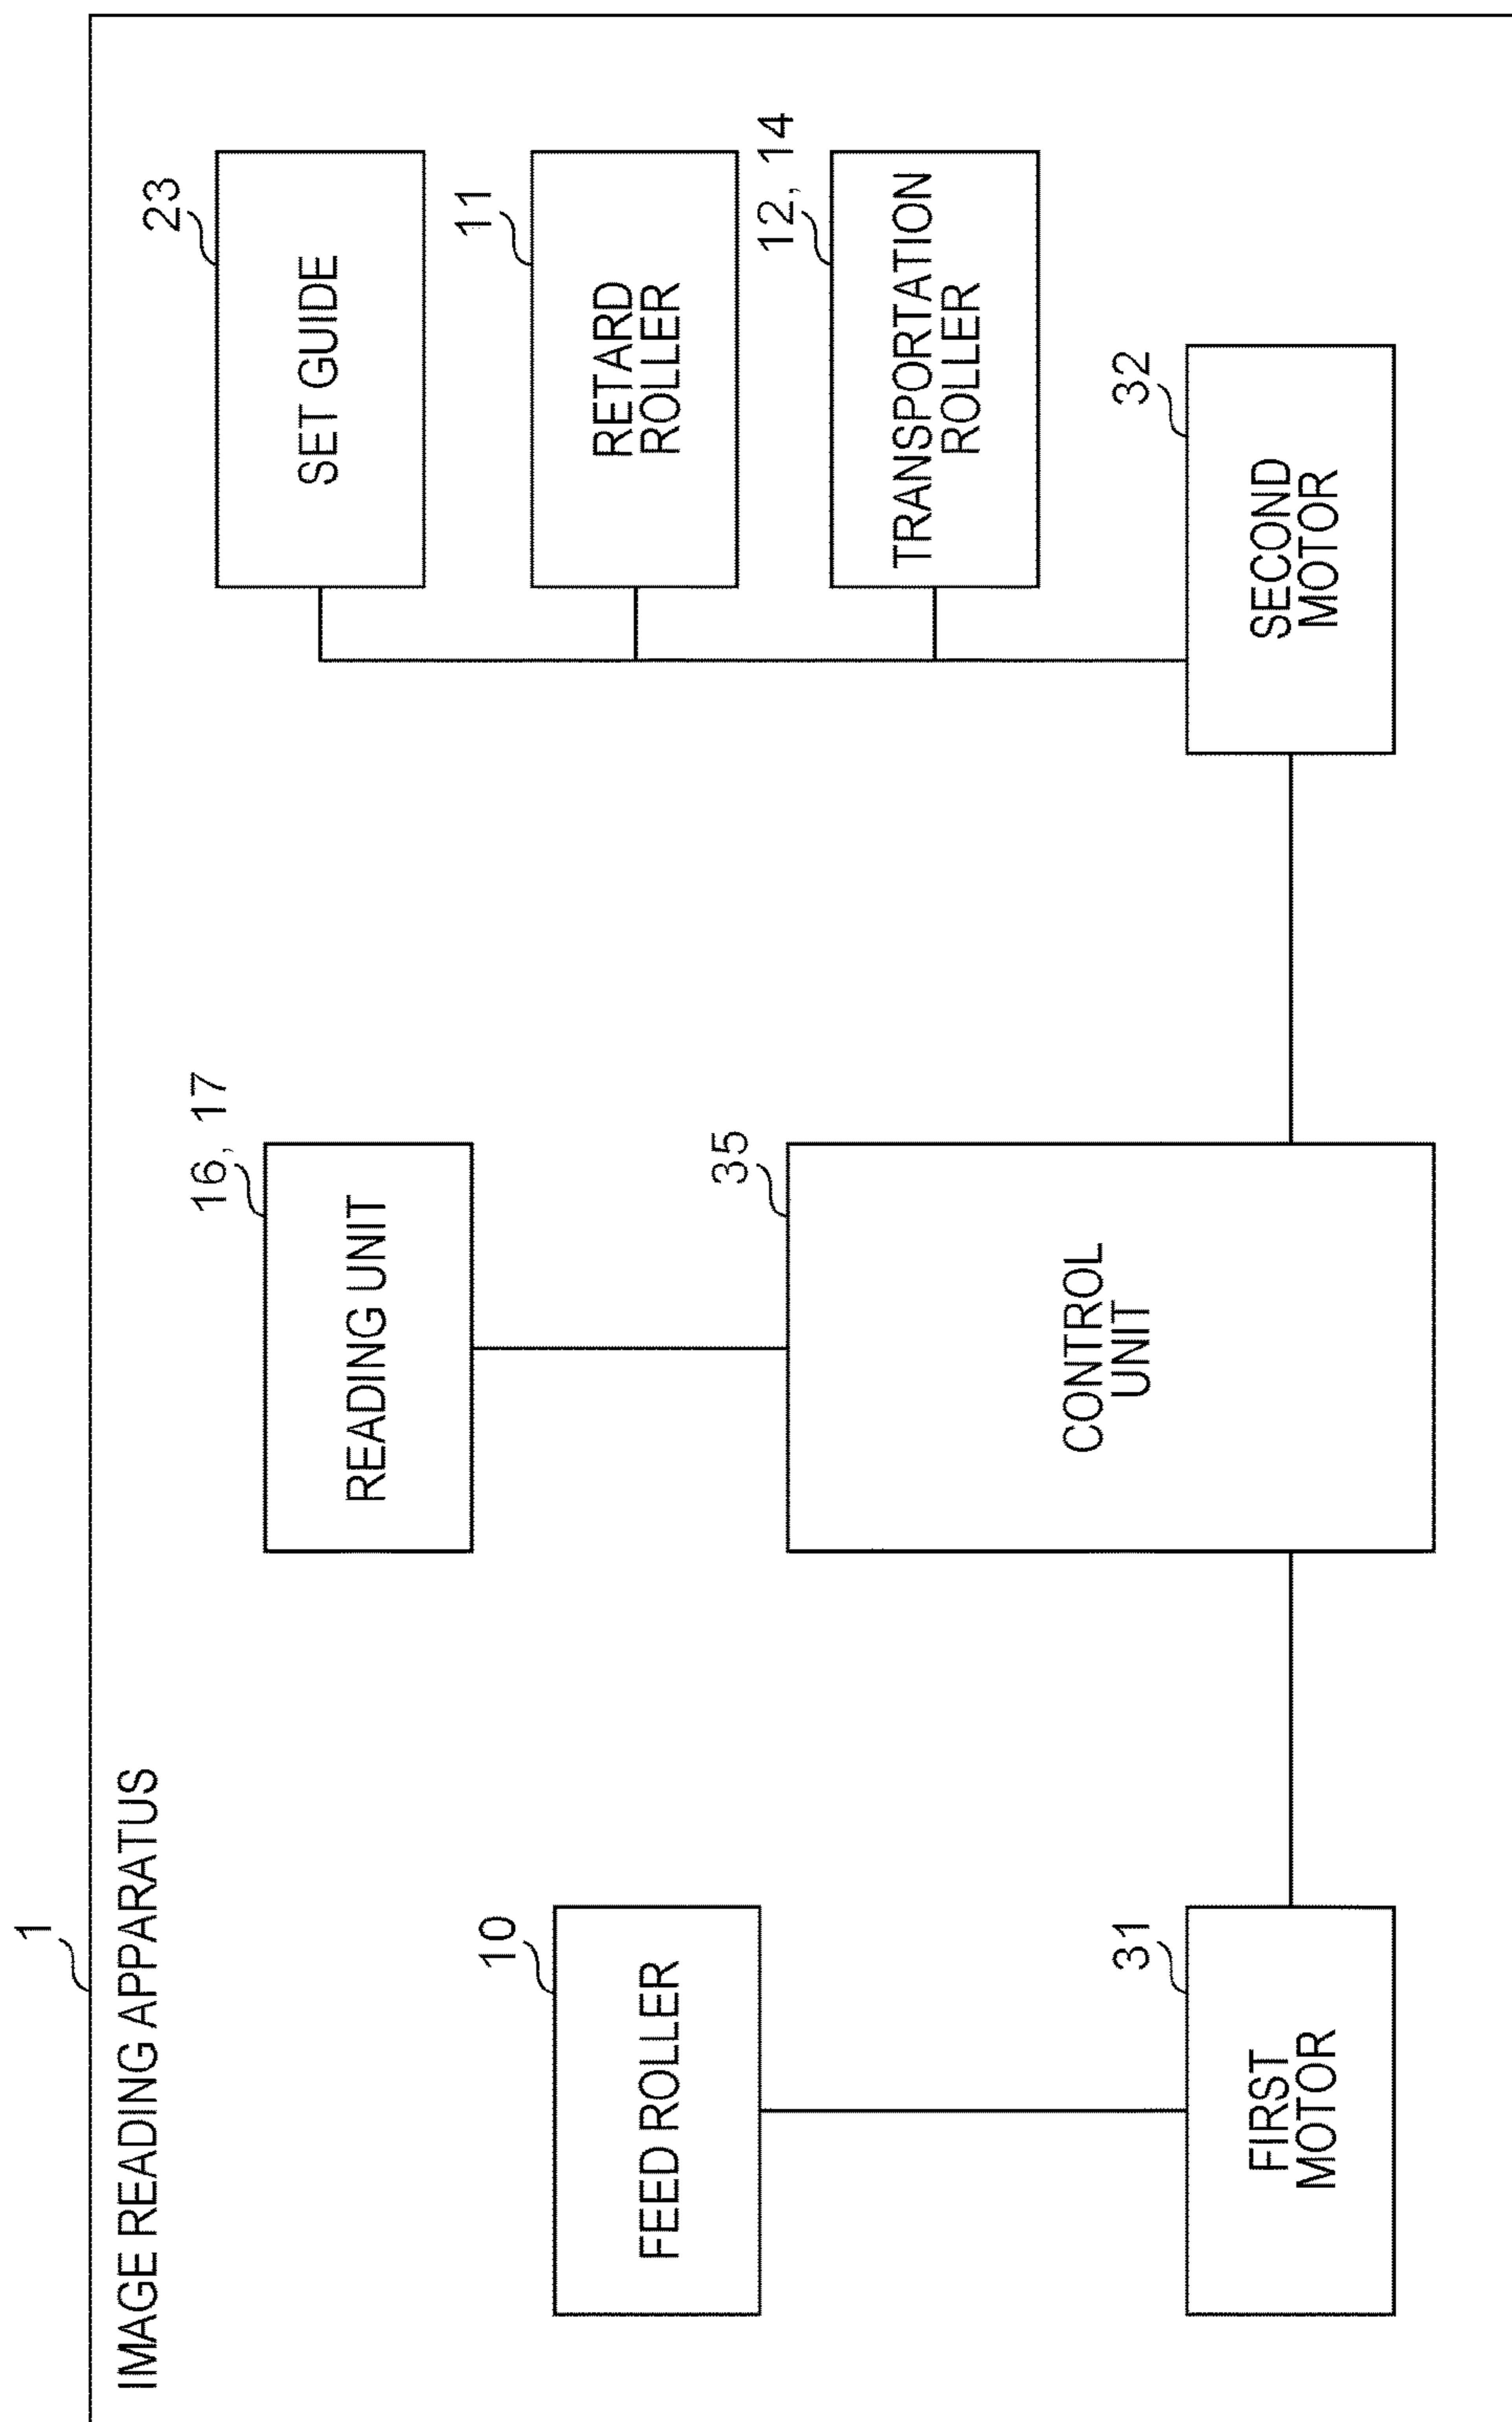 1
IMAGE READING APPARATUS
16, 17
READING UNIT
23
SET GUIDE
10
FEED ROLLER
11
RETARD
ROLLER
35
CONTROL
UNIT
12, 14
TRANSPORTATION
ROLLER
31
FIRST
MOTOR
32
SECOND
MOTOR